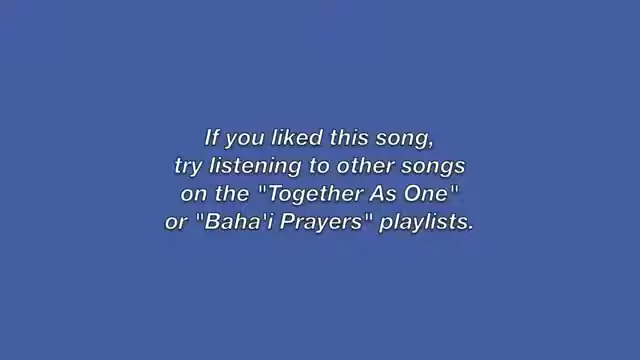 If you liked this song,
try listening to other songs
on the "Together As One"
or "Baha'i Prayers" playlists.